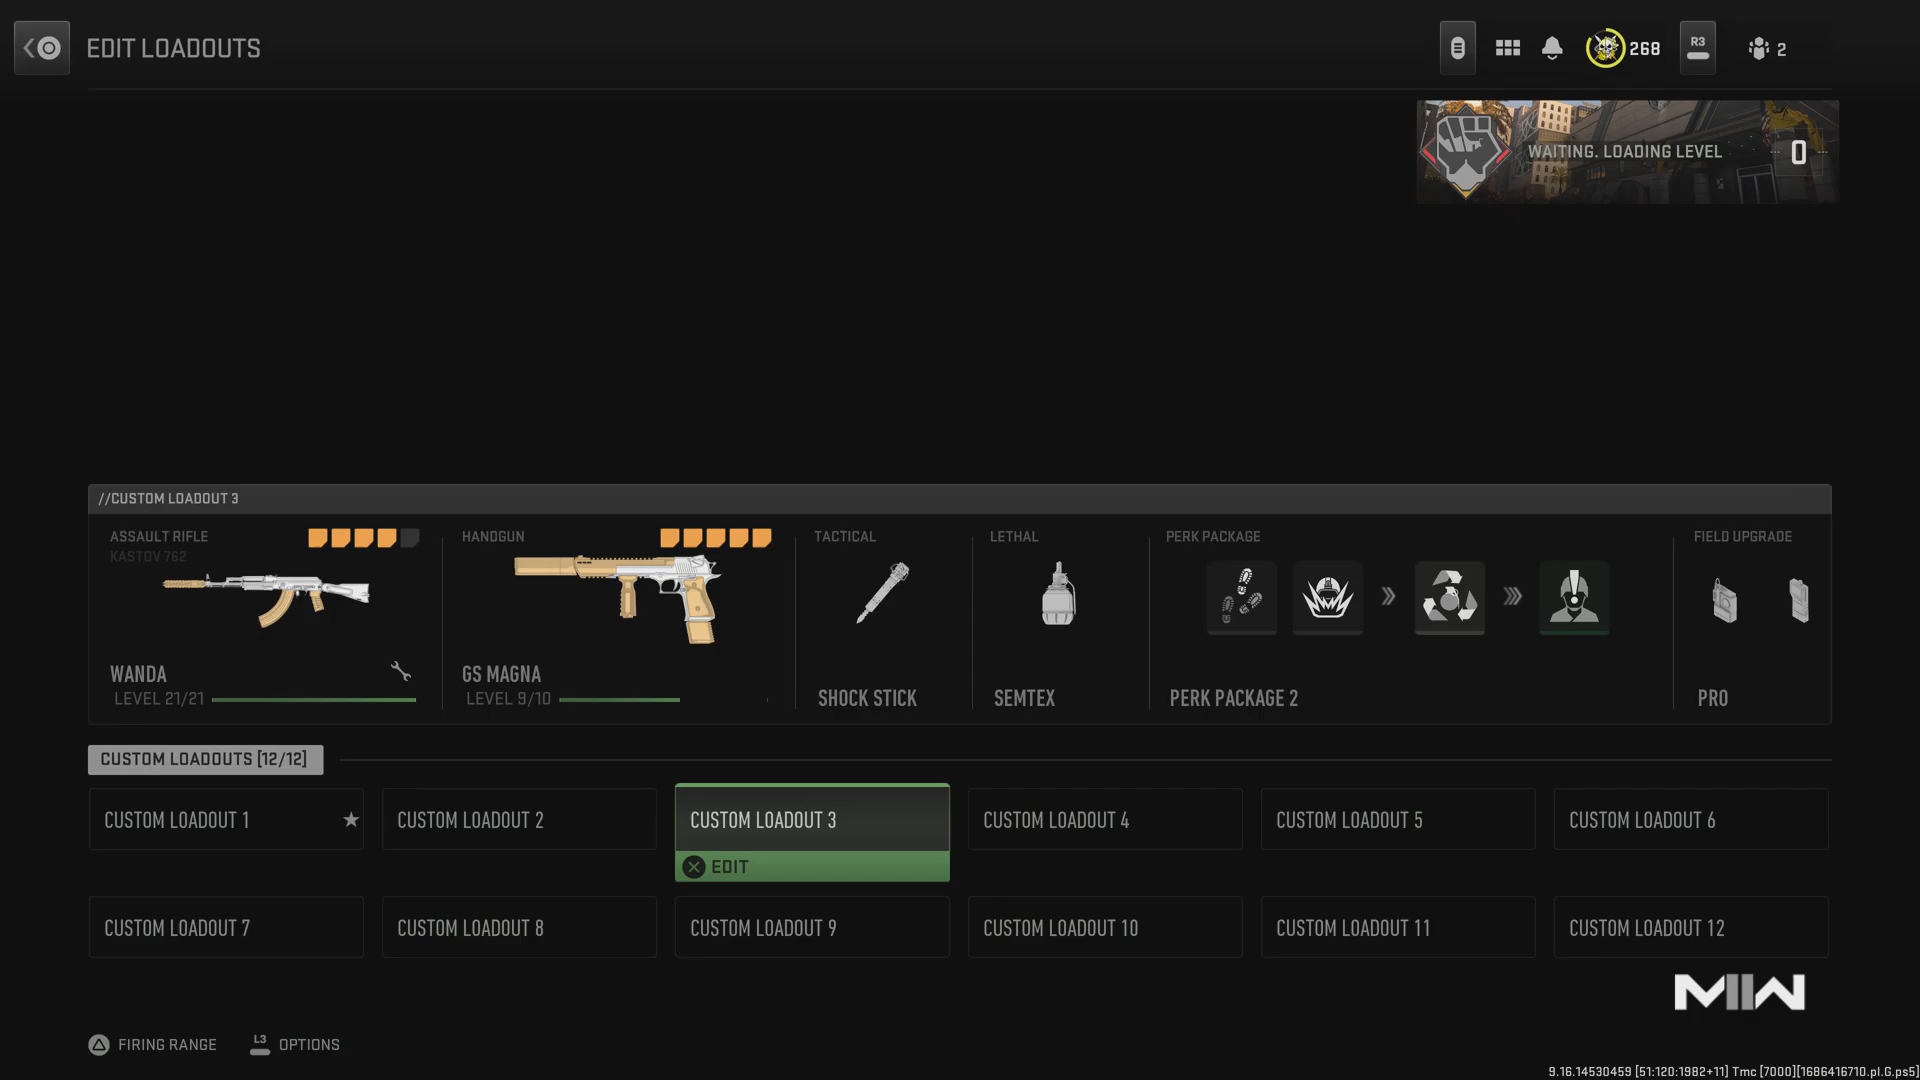 EDIT LOADOUTS
268
R3
2
WAITING. LOADING LEVEL
0
//CUSTOM LOADOUT 3
ASSAULT RIFLE
KASTOV 762
WANDA
LEVEL 21/21
HANDGUN
GS MAGNA
LEVEL 9/10
TACTICAL
SHOCK STICK
LETHAL
SEMTEX
PERK PACKAGE
PERK PACKAGE 2
FIELD UPGRADE
PRO
CUSTOM LOADOUTS [12/12]
CUSTOM LOADOUT 1
CUSTOM LOADOUT 2
CUSTOM LOADOUT 3
EDIT
CUSTOM LOADOUT 4
CUSTOM LOADOUT 5
CUSTOM LOADOUT 6
CUSTOM LOADOUT 7
CUSTOM LOADOUT 8
CUSTOM LOADOUT 9
CUSTOM LOADOUT 10
CUSTOM LOADOUT 11
CUSTOM LOADOUT 12
MIIW
FIRING RANGE
L3
OPTIONS
9.16.14530459 [51:120:1982+11] Tmc [7000][1686416710.pl.G.ps5]